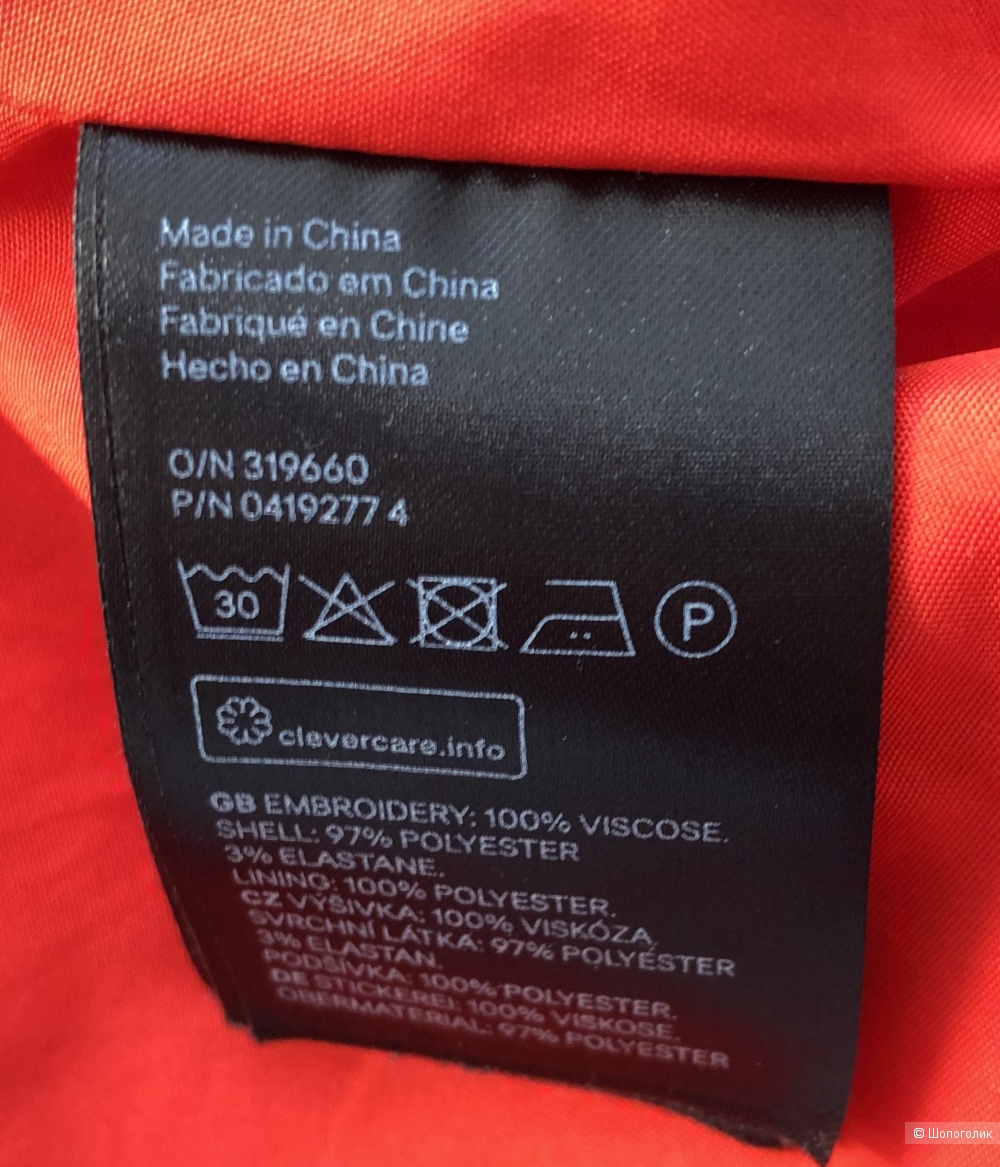 Made in China
Fabricado em China
Fabriqué en Chine
Hecho en China
O/N 319660
P/N 0419277 4
30
P
clevercare.info
GB EMBROIDERY: 100% VISCOSE.
SHELL: 97% POLYESTER
3% ELASTANE.
LINING: 100% POLYESTER.
CZ VÝŠIVKA: 100% VISKÓZA.
SVRCHNÍ LÁTKA: 97% POLYESTER
3% ELASTAN.
PODŠÍVKA: 100% POLYESTER.
DE STICKEREI: 100% VISKOSE.
OBERMATERIAL: 97% POLYESTER
© Шопоголик